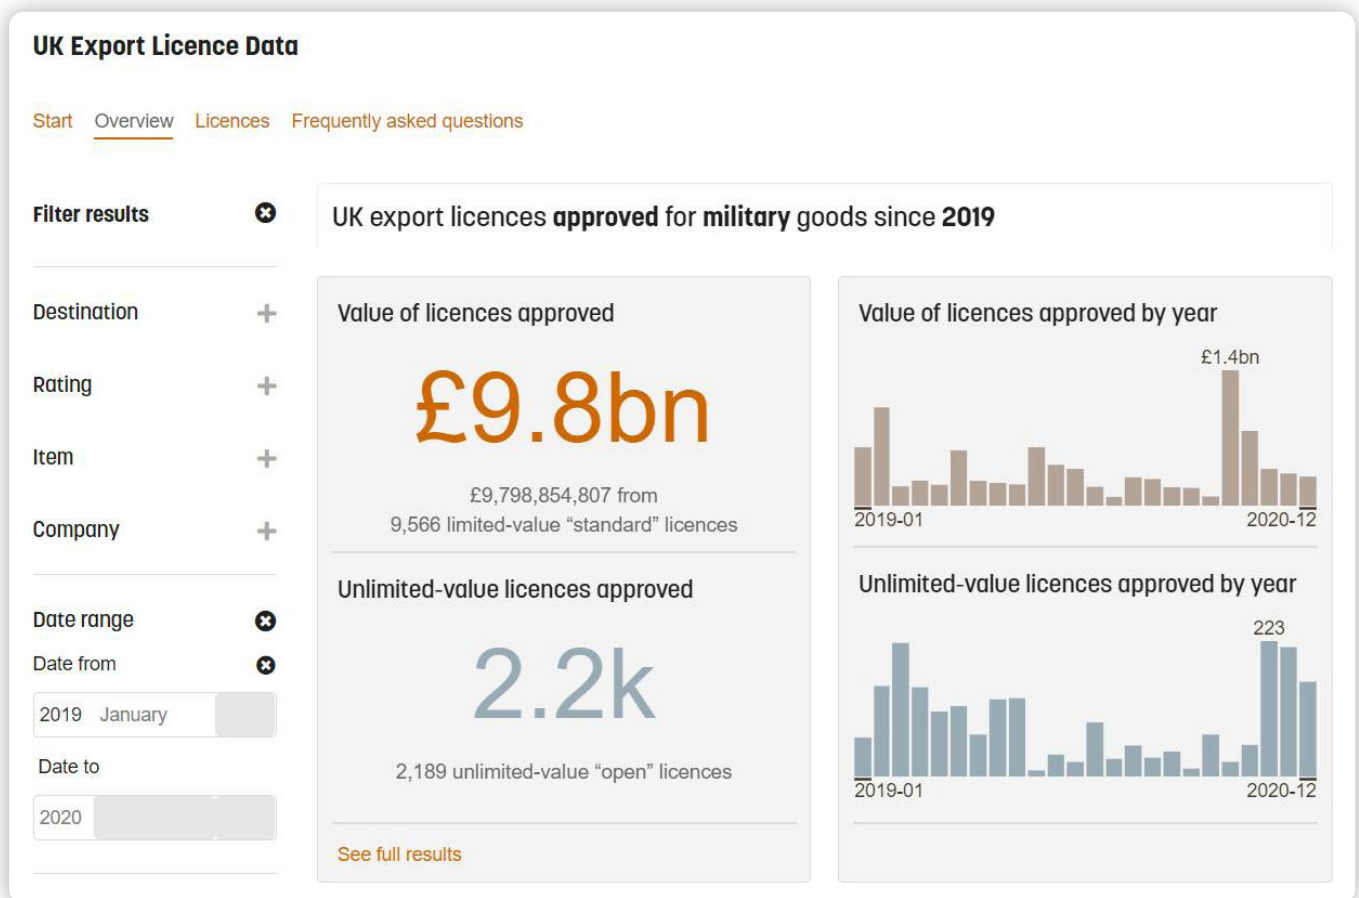 UK Export Licence Data
Start Overview Licences Frequently asked questions
Filter results
Destination
Rating
Item
Company
Date range
Date from
2019 January
Date to
2020
UK export licences approved for military goods since 2019
Value of licences approved
£9.8bn
£9,798,854,807 from
9,566 limited-value “standard” licences
Unlimited-value licences approved
2.2k
2,189 unlimited-value “open” licences
See full results
Value of licences approved by year
£1.4bn
2019-01 2020-12
Unlimited-value licences approved by year
223
2019-01 2020-12